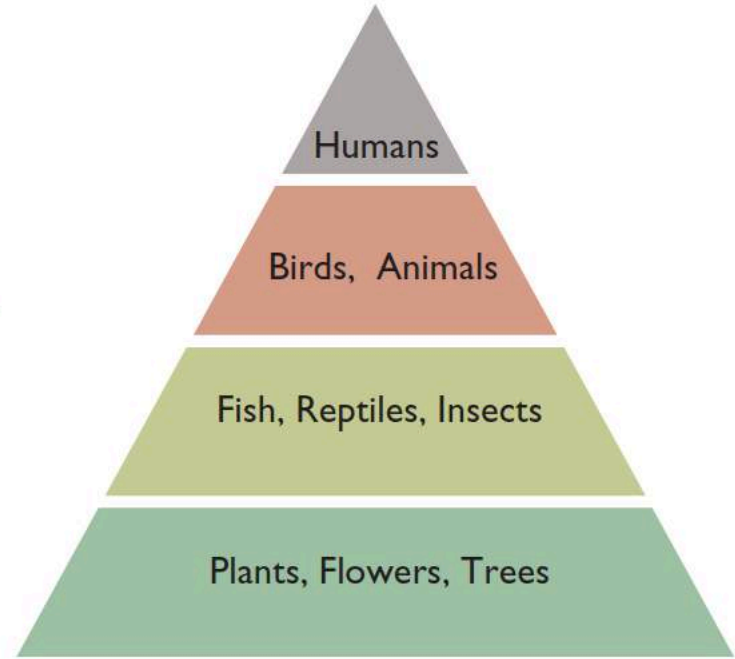 Humans
Birds, Animals
Fish, Reptiles, Insects
Plants, Flowers, Trees